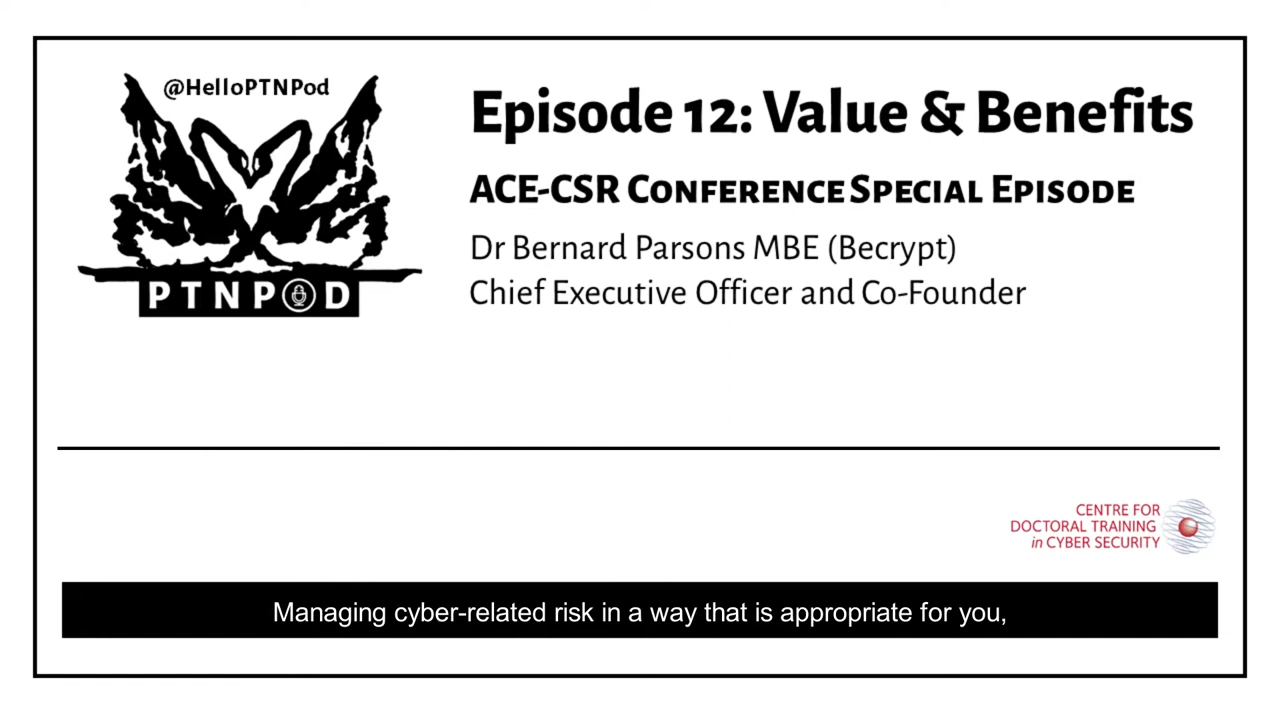 @HelloPTNPod
PTNPOD
Episode 12: Value & Benefits
ACE-CSR CONFERENCE SPECIAL EPISODE
Dr Bernard Parsons MBE (Becrypt)
Chief Executive Officer and Co-Founder
CENTRE FOR
DOCTORAL TRAINING
in CYBER SECURITY
Managing cyber-related risk in a way that is appropriate for you,